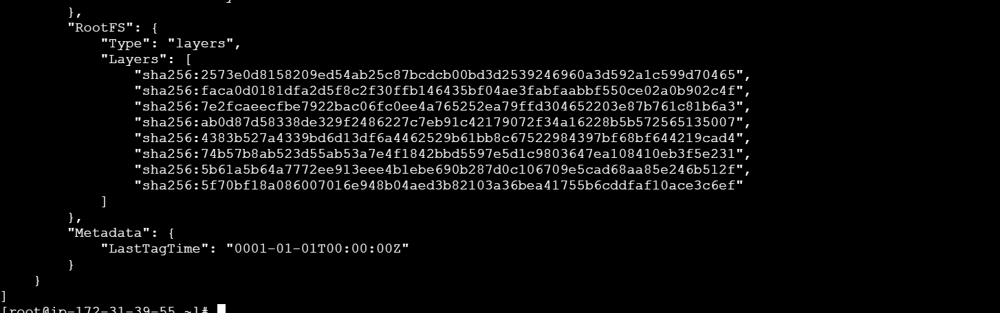 },
"RootFS": {
"Type": "layers",
"Layers": [
"sha256:2573e0d8158209ed54ab25c87bcdcb00bd3d2539246960a3d592a1c599d70465",
"sha256:faca0d0181dfa2d5f8c2f30ffb146435bf04ae3fabfaabbf550ce02a0b902c4f",
"sha256:7e2fcaeecfbe7922bac06fc0ee4a765252ea79ffd304652203e87b761c81b6a3",
"sha256:ab0d87d58338de329f2486227c7eb91c42179072f34a16228b5b572565135007",
"sha256:4383b527a4339bd6d13df6a4462529b61bb8c67522984397bf68bf644219cad4",
"sha256:74b57b8ab523d55ab53a7e4f1842bbd5597e5d1c9803647ea108410eb3f5e231",
"sha256:5b61a5b64a7772ee913eee4b1ebe690b287d0c106709e5cad68aa85e246b512f",
"sha256:5f70bf18a086007016e948b04aed3b82103a36bea41755b6cddfaf10ace3c6ef"
]
},
"Metadata": {
"LastTagTime": "0001-01-01T00:00:00Z"
}
}
]
[root@ip-172-31-39-55 ~]#